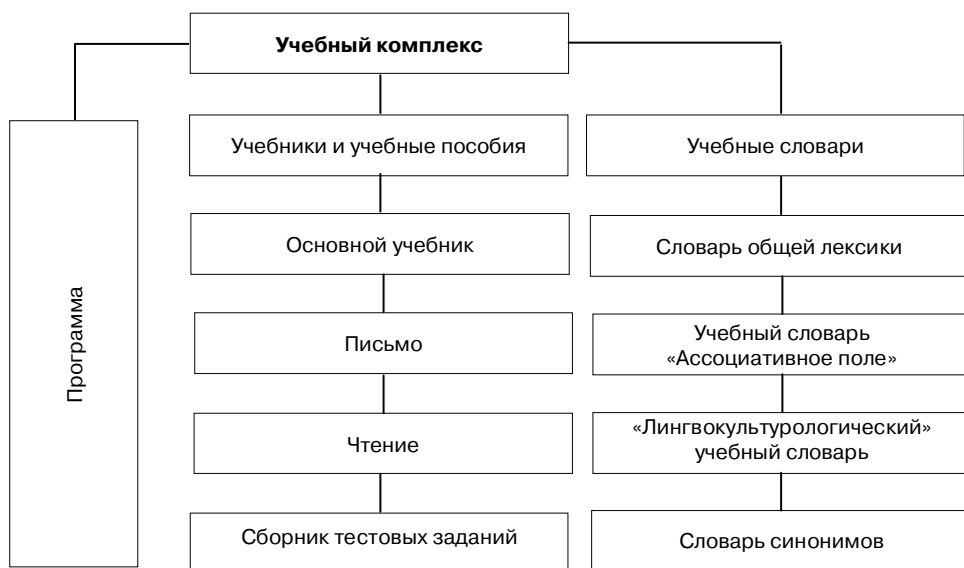 Учебный комплекс
Программа
Учебники и учебные пособия
Основной учебник
Письмо
Чтение
Сборник тестовых заданий
Учебные словари
Словарь общей лексики
Учебный словарь
«Ассоциативное поле»
«Лингвокультурологический»
учебный словарь
Словарь синонимов